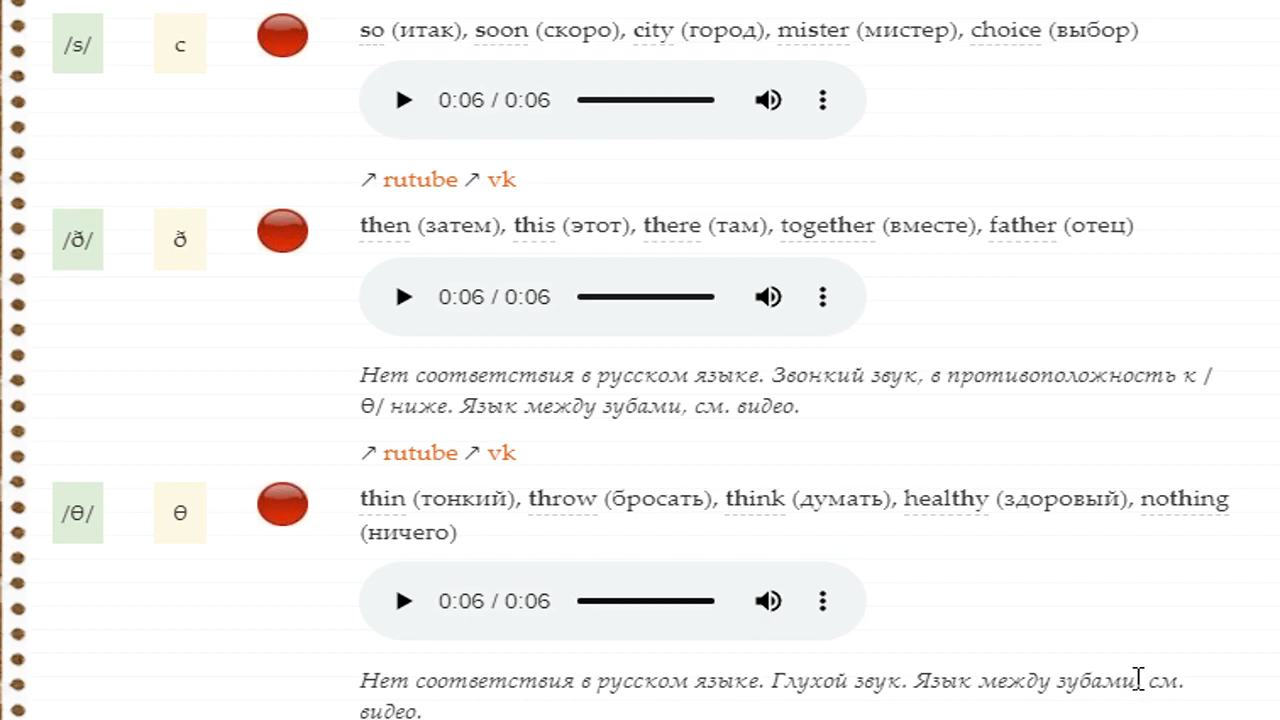 /s/ с so (итак), soon (скоро), city (город), mister (мистер), choice (выбор)
0:06 / 0:06
↗ rutube ↗ vk
/ð/ ð then (затем), this (этот), there (там), together (вместе), father (отец)
0:06 / 0:06
Нет соответствия в русском языке. Звонкий звук, в противоположность к /
θ/ ниже. Язык между зубами, см. видео.
↗ rutube ↗ vk
/θ/ θ thin (тонкий), throw (бросать), think (думать), healthy (здоровый), nothing
(ничего)
0:06 / 0:06
Нет соответствия в русском языке. Глухой звук. Язык между зубами, см.
видео.